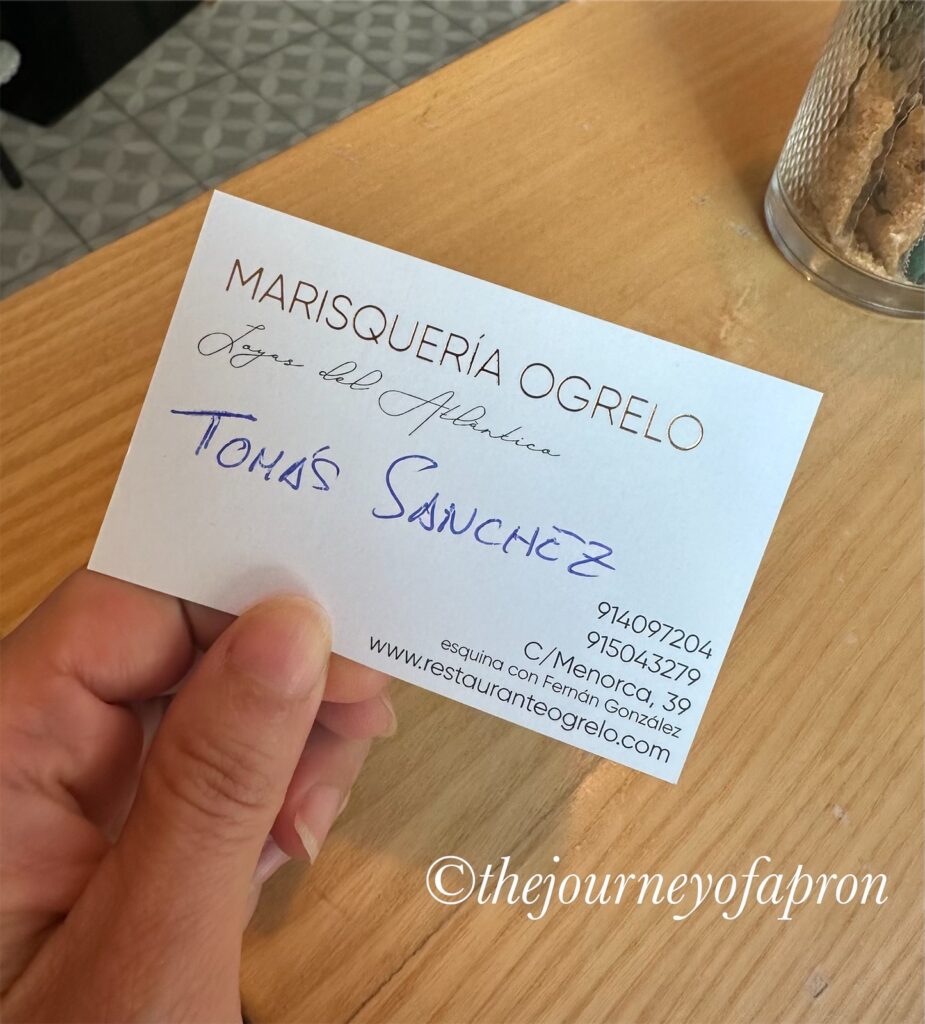 MARISQUERÍA OGRELO
Joyas del Atlántico
TOMÁS SANCHEZ
914097204
915043279
C/Menorca, 39
esquina con Fernán González
www.restauranteogrelo.com
©thejourneyofapron